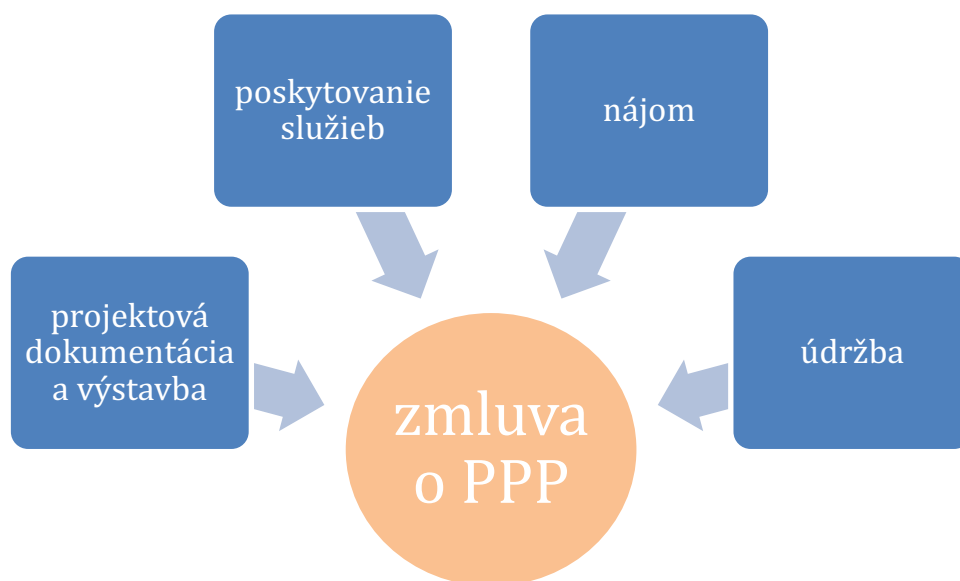 poskytovanie
služieb
nájom
projektová
dokumentácia
a výstavba
údržba
zmluva
o PPP